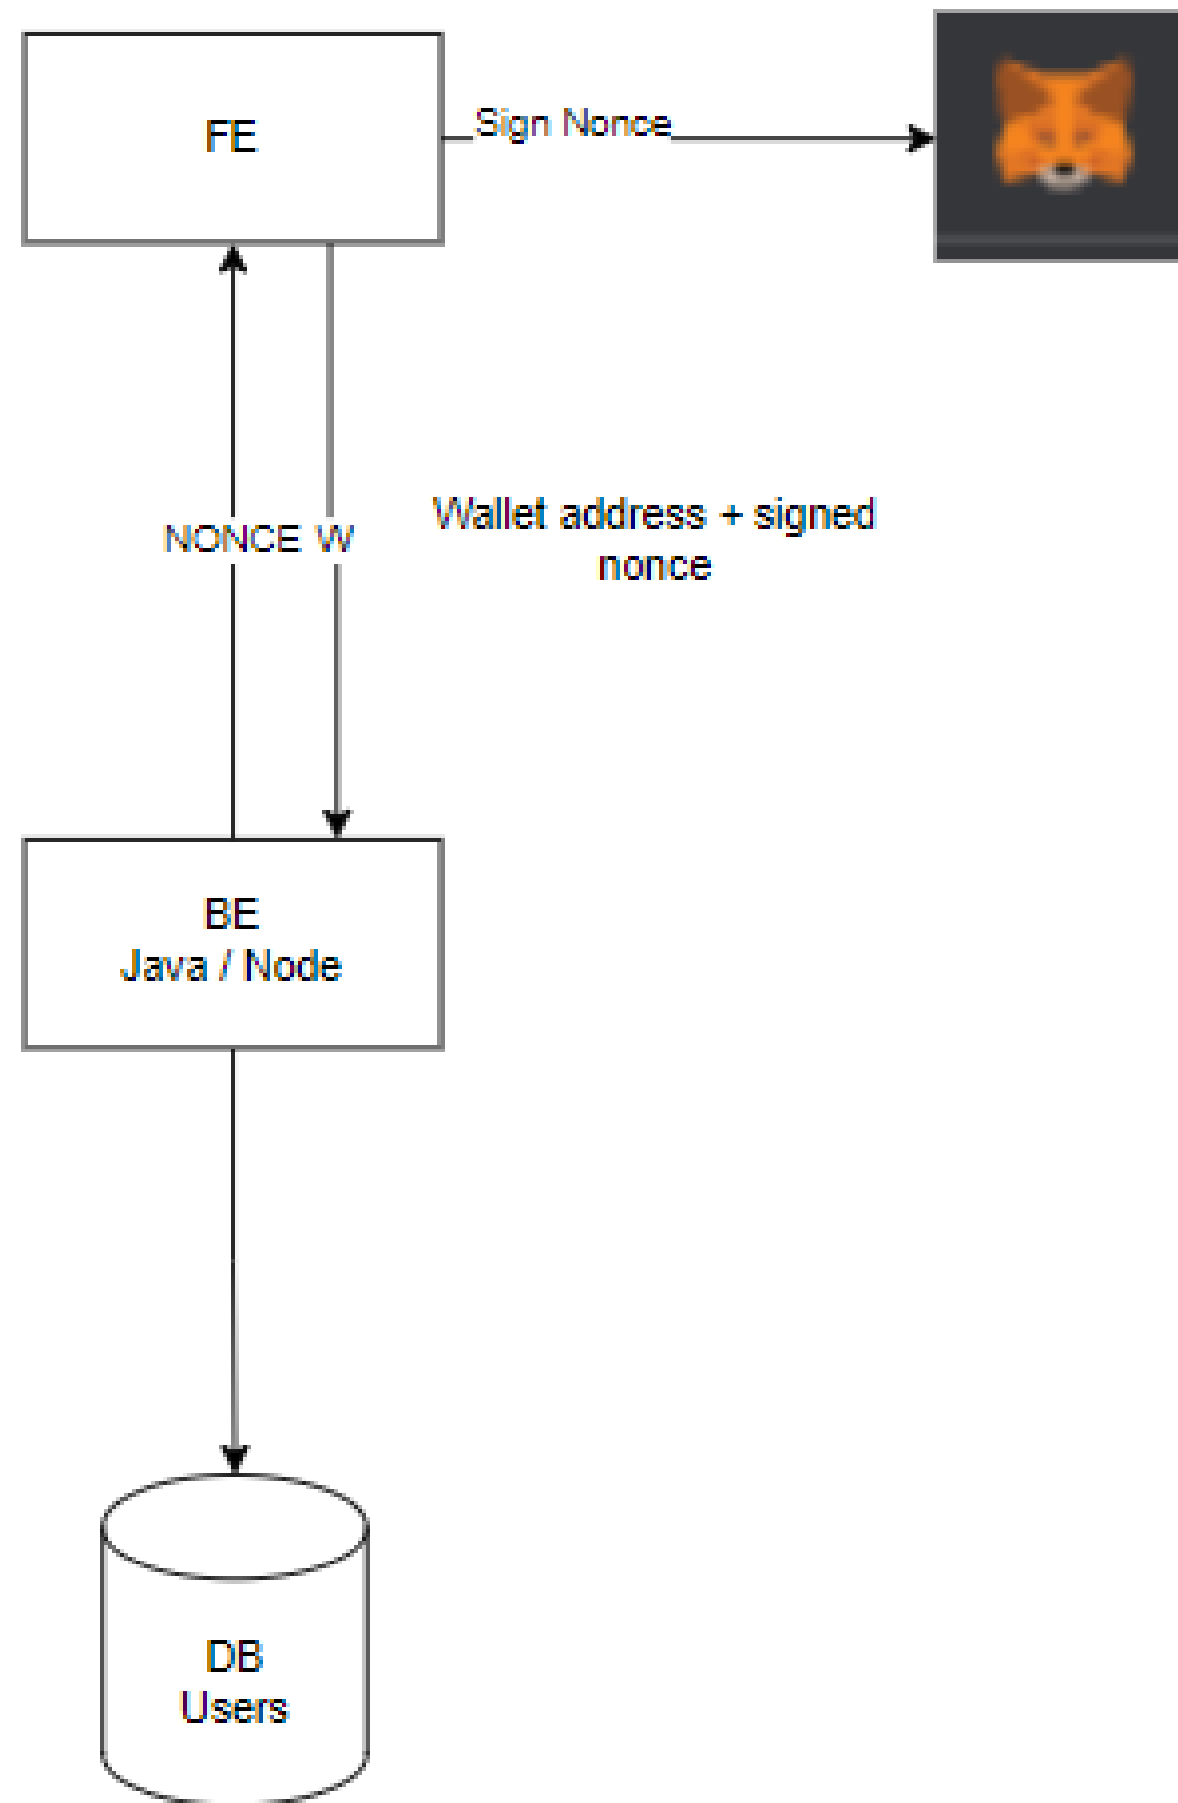 FE
Sign Nonce
NONCE W
Wallet address + signed
nonce
BE
Java / Node
DB
Users